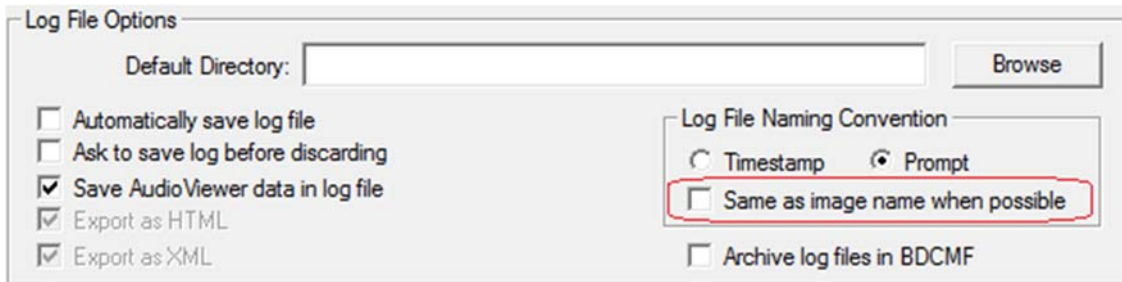 Log File Options
Default Directory:
Browse
Automatically save log file
Ask to save log before discarding
Save AudioViewer data in log file
Export as HTML
Export as XML
Log File Naming Convention
Timestamp Prompt
Same as image name when possible
Archive log files in BDCMF